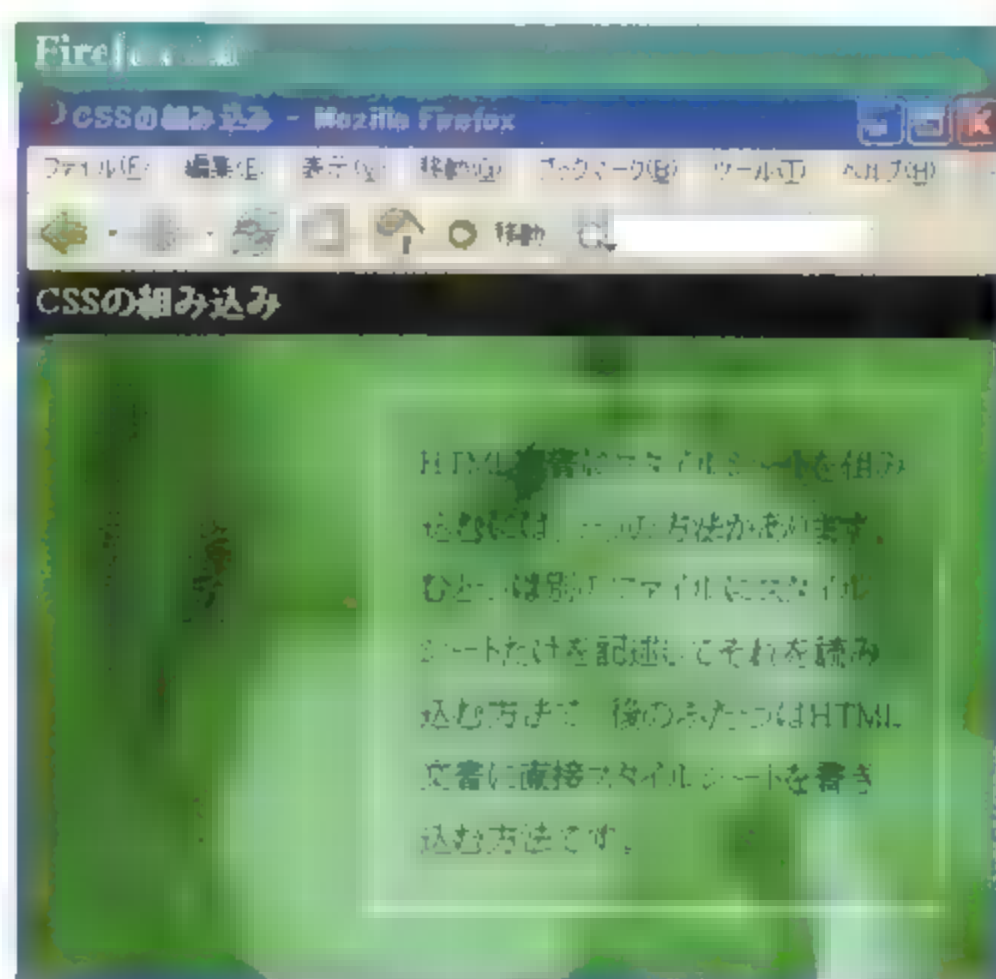 Fire
CSSの組み込み - Mozilla Firefox
ファイル(F) 編集(E) 表示(V) 移動(G) ブックマーク(B) ツール(T) ヘルプ(H)
移動
CSSの組み込み
HTML文書にスタイルシートを組み
込むには、方法があります。
ひとつは別のファイルにスタイル
シートだけを記述してそれを読み
込む方法で 後のふたつはHTML
文書に直接スタイルシートを書き
込む方法です。